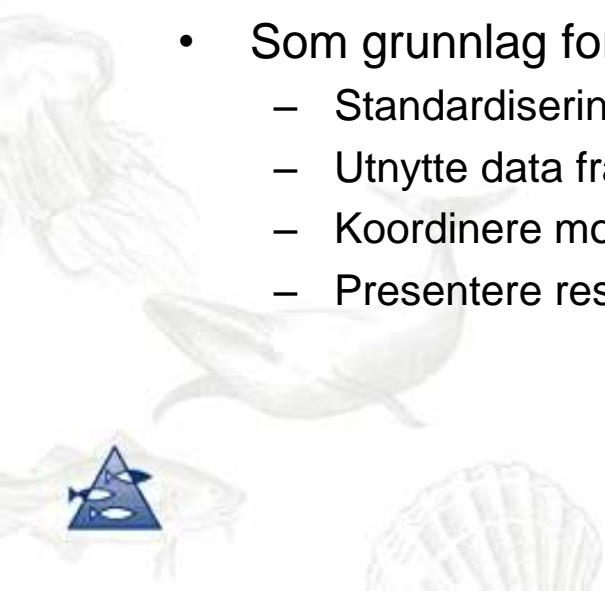 • Som grunnlag for
– Standardiserin
– Utnytte data fra
– Koordinere mo
– Presentere res